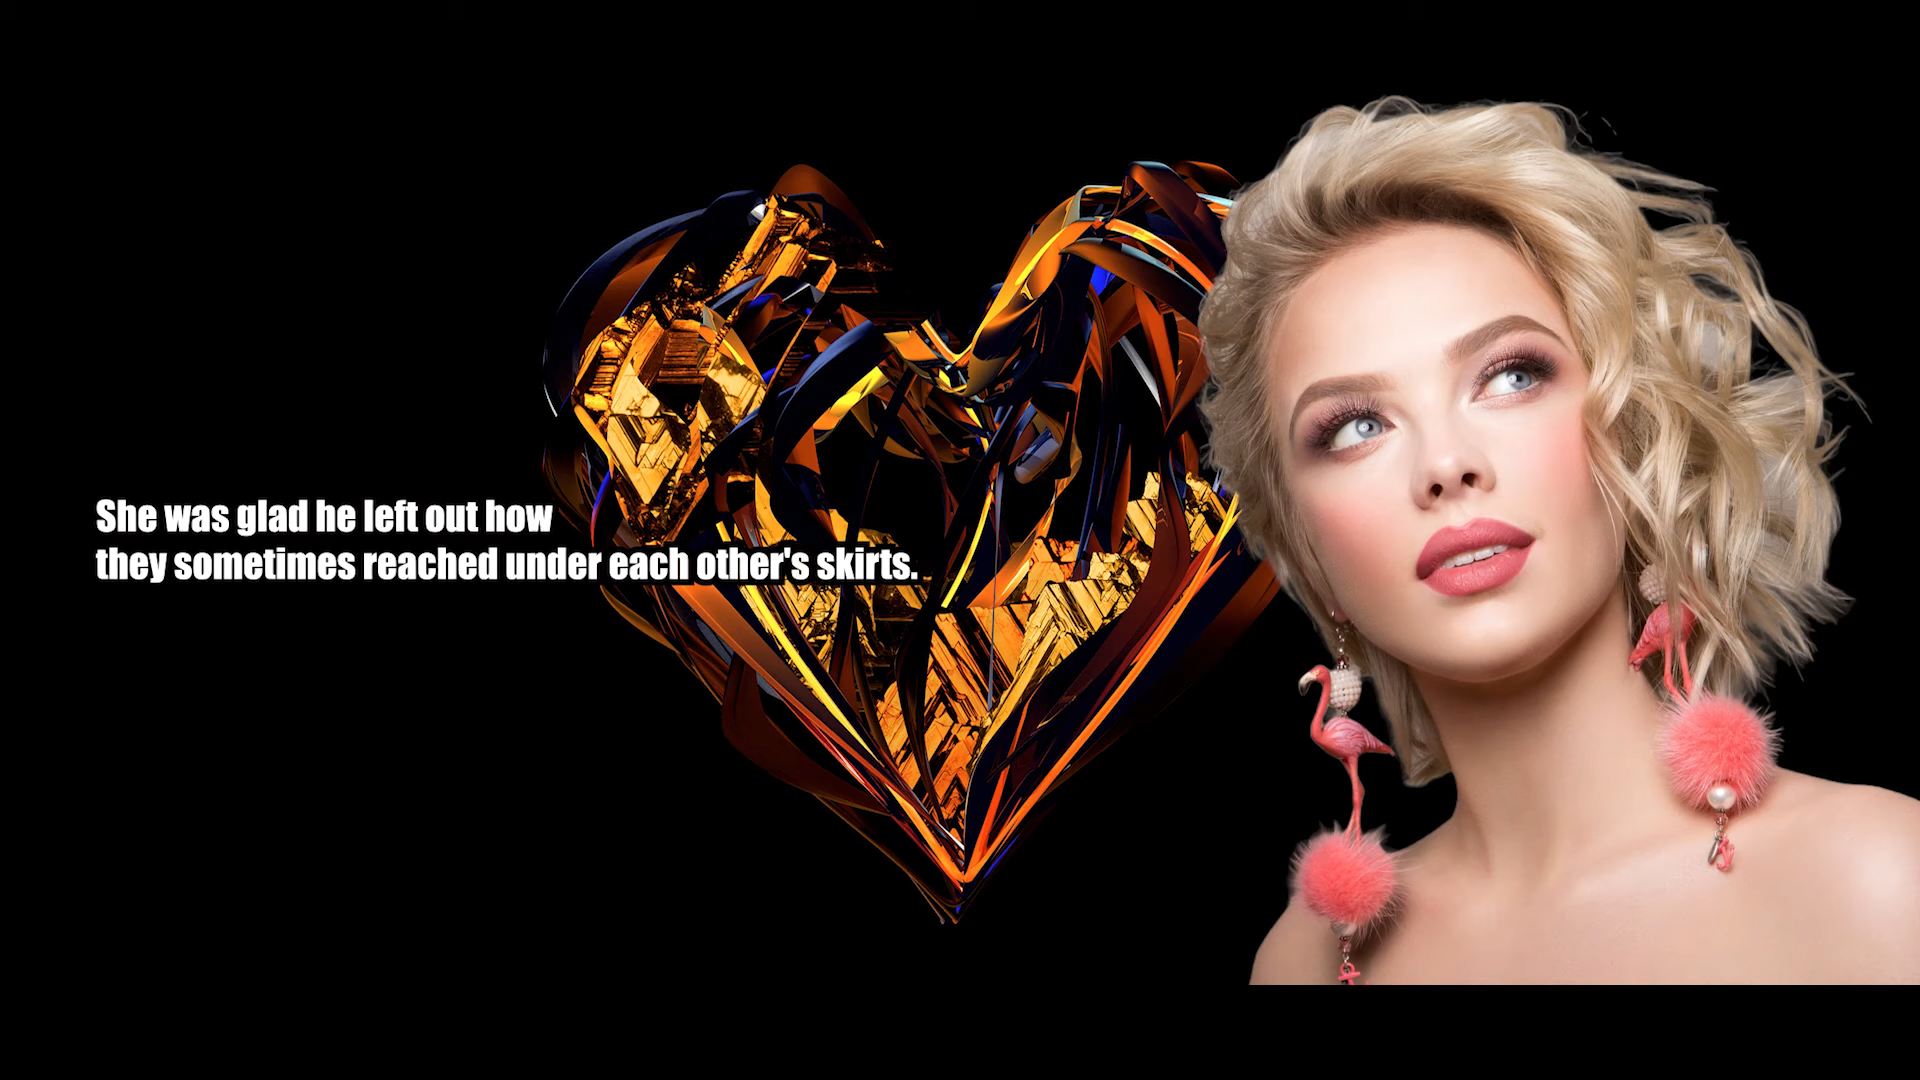 She was glad he left out how
they sometimes reached under each other's skirts.